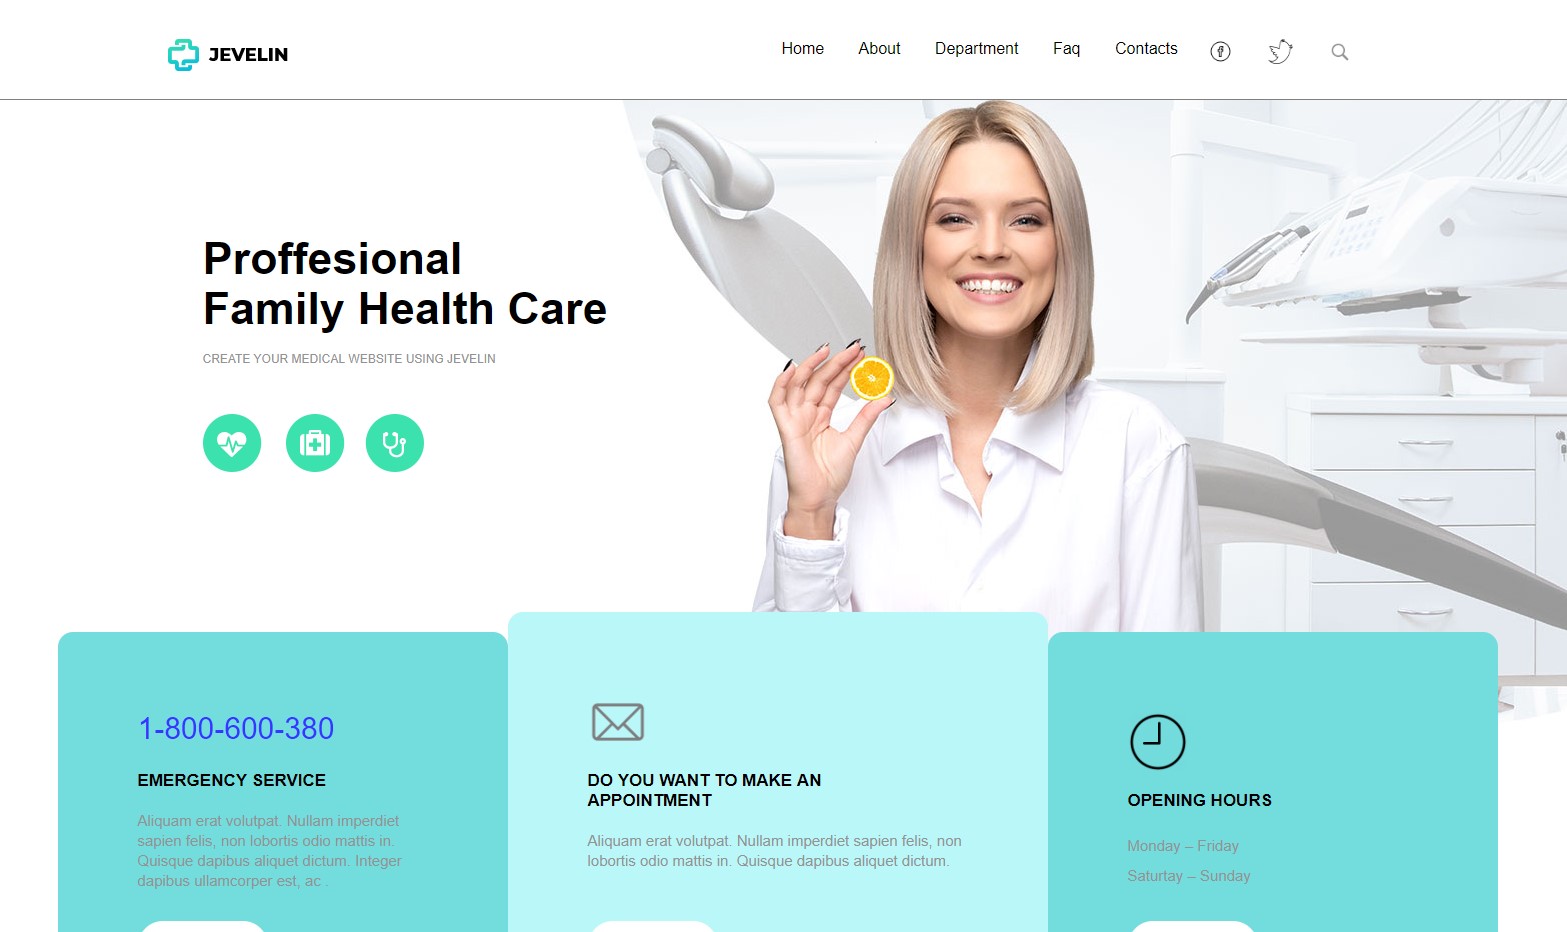 JEVELIN
Home About Department Faq Contacts
Proffesional
Family Health Care
CREATE YOUR MEDICAL WEBSITE USING JEVELIN
1-800-600-380
EMERGENCY SERVICE
Aliquam erat volutpat. Nullam imperdiet
sapien felis, non lobortis odio mattis in.
Quisque dapibus aliquet dictum. Integer
dapibus ullamcorper est, ac .
DO YOU WANT TO MAKE AN
APPOINTMENT
Aliquam erat volutpat. Nullam imperdiet sapien felis, non
lobortis odio mattis in. Quisque dapibus aliquet dictum.
OPENING HOURS
Monday – Friday
Saturtay – Sunday